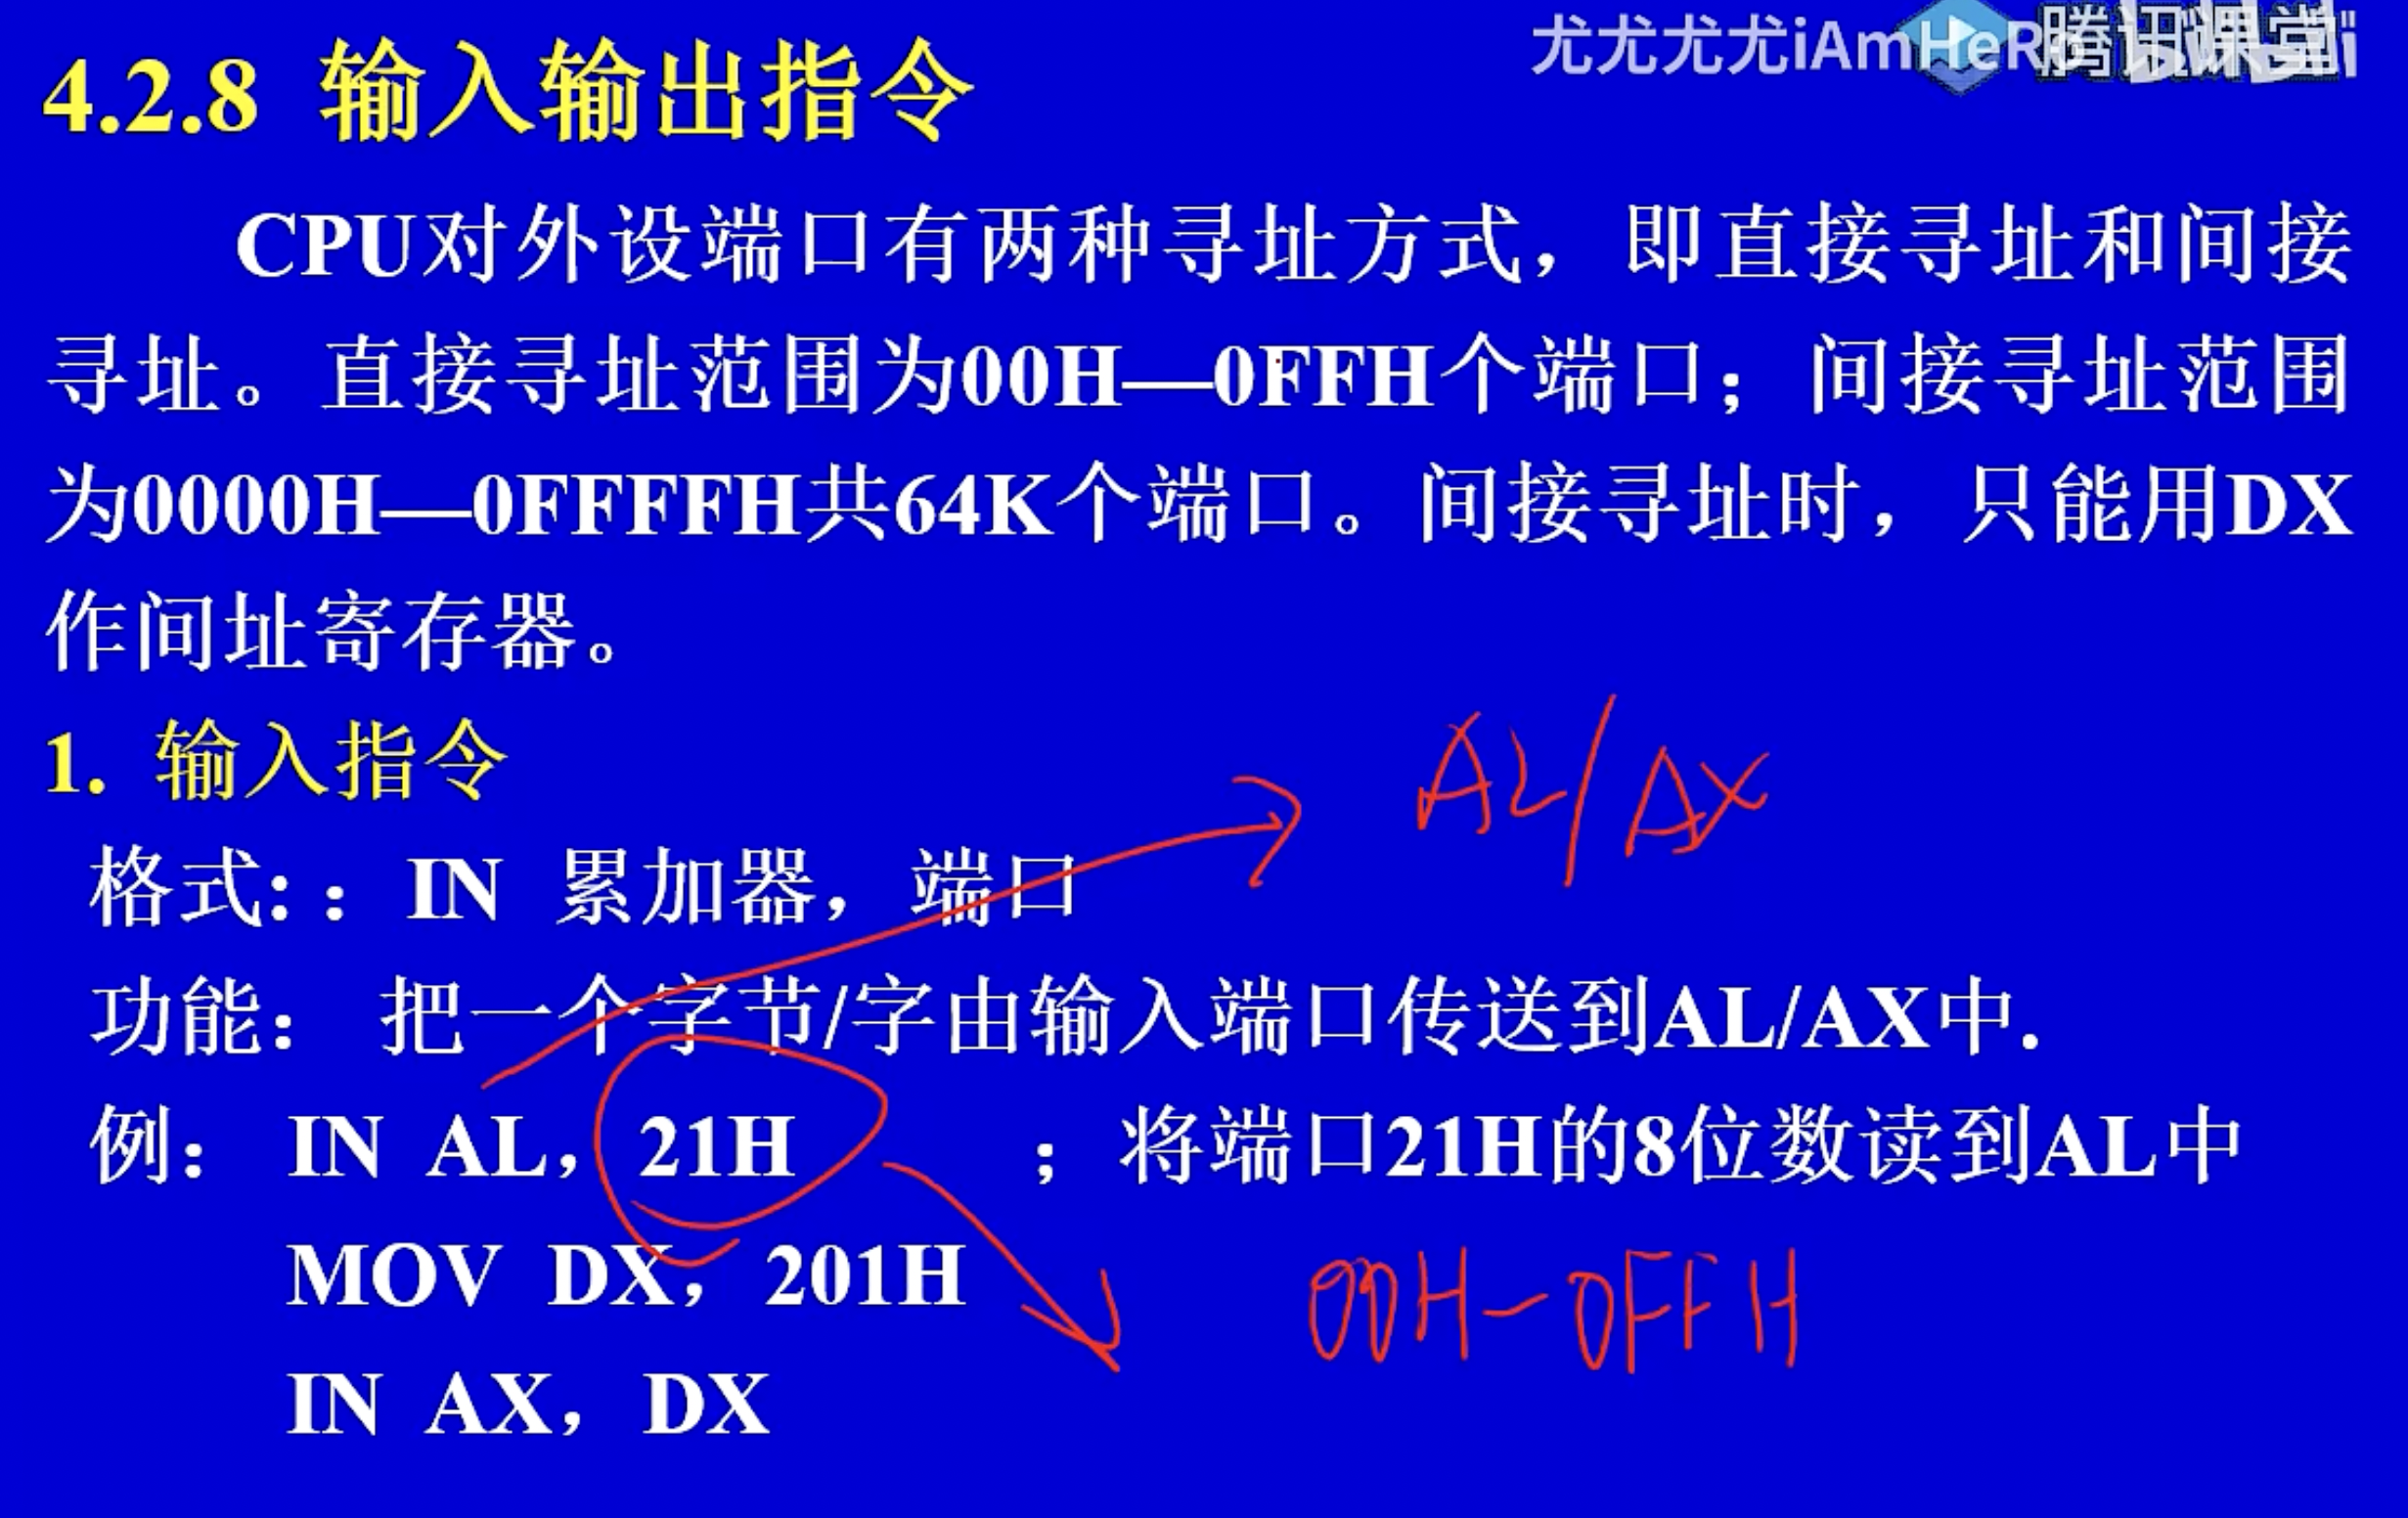 尤尤尤尤iAmHeR
腾讯课堂
4.2.8 输入输出指令
CPU对外设端口有两种寻址方式，即直接寻址和间接
寻址。直接寻址范围为00H—0FFH个端口；间接寻址范围
为0000H—0FFFFH共64K个端口。间接寻址时，只能用DX
作间址寄存器。
1. 输入指令
AL/AX
格式：：IN 累加器，端口
功能： 把一个字节/字由输入端口传送到AL/AX中.
例： IN AL，21H ；将端口21H的8位数读到AL中
MOV DX，201H
00H-0FFH
IN AX，DX